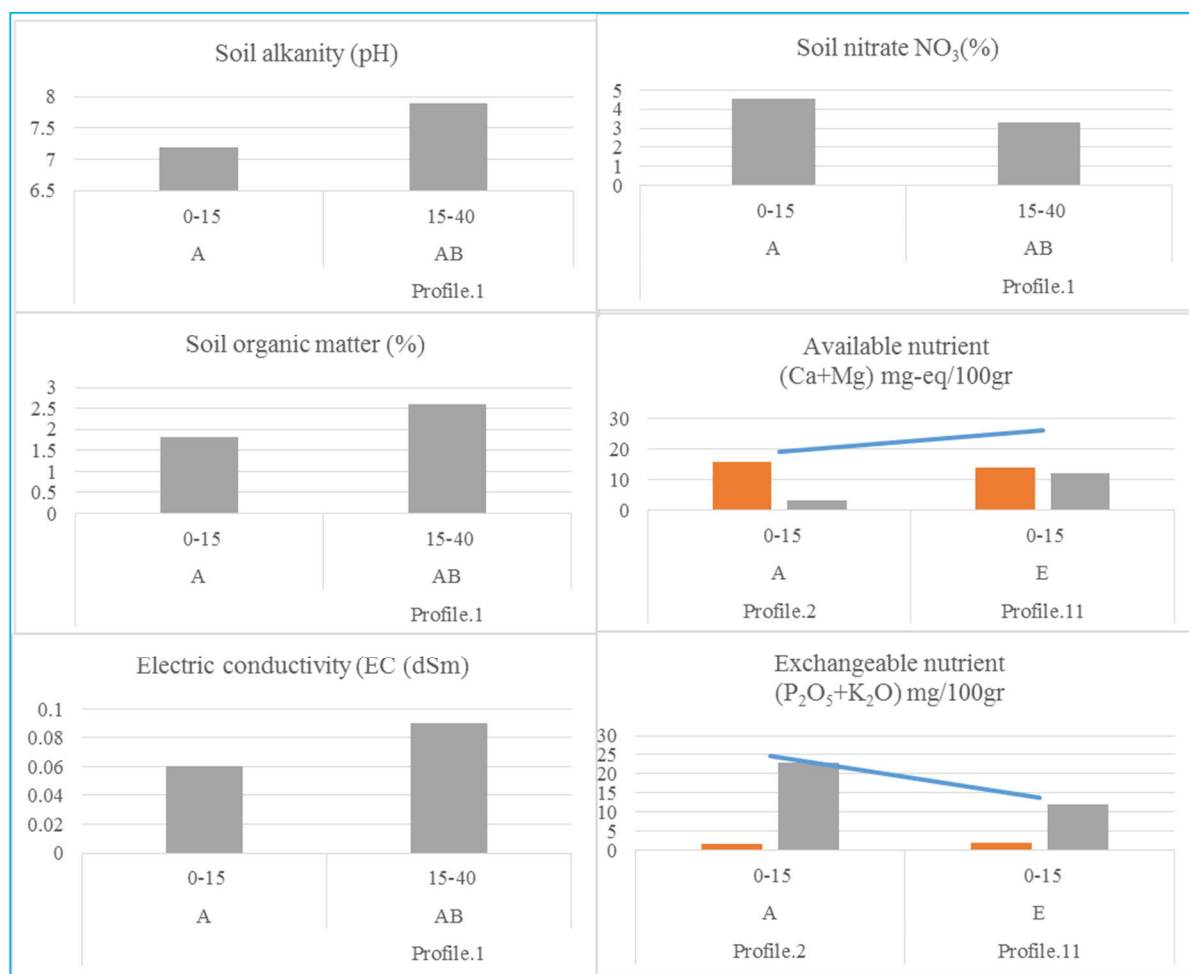 Soil alkanity (pH)
8
7.5
7
6.5
0-15 15-40
A AB
Profile.1
Soil nitrate NO₃(%)
5
4
3
2
1
0
0-15 15-40
A AB
Profile.1
Soil organic matter (%)
3
2.5
2
1.5
1
0.5
0
0-15 15-40
A AB
Profile.1
Available nutrient
(Ca+Mg) mg-eq/100gr
30
20
10
0
0-15 0-15
A E
Profile.2 Profile.11
Electric conductivity (EC (dSm)
0.1
0.08
0.06
0.04
0.02
0
0-15 15-40
A AB
Profile.1
Exchangeable nutrient
(P₂O₅+K₂O) mg/100gr
30
25
20
15
10
5
0
0-15 0-15
A E
Profile.2 Profile.11